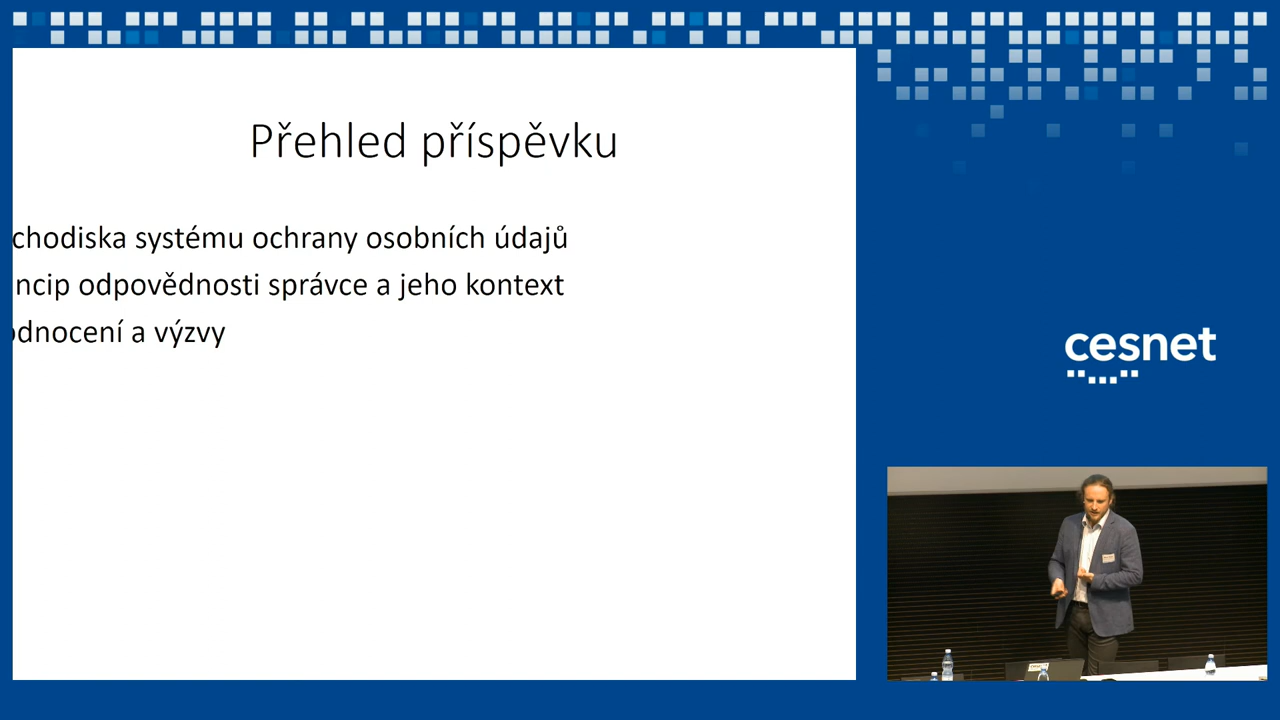 Přehled příspěvku
chodiska systému ochrany osobních údajů
ncip odpovědnosti správce a jeho kontext
odnocení a výzvy
cesnet